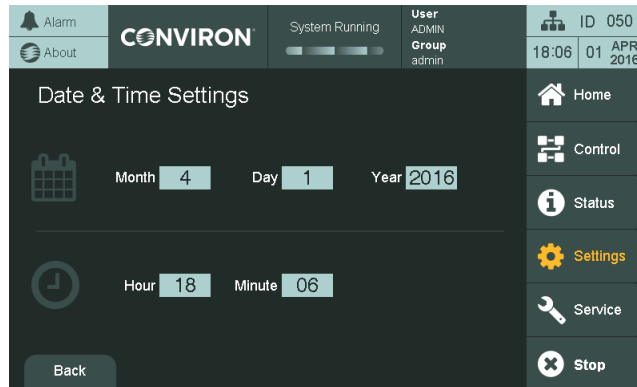 Alarm
About
CONVIRON
System Running
User
ADMIN
Group
admin
ID 050
18:06 01 APR 2016
Date & Time Settings
Month 4 Day 1 Year 2016
Hour 18 Minute 06
Back
Home
Control
Status
Settings
Service
Stop